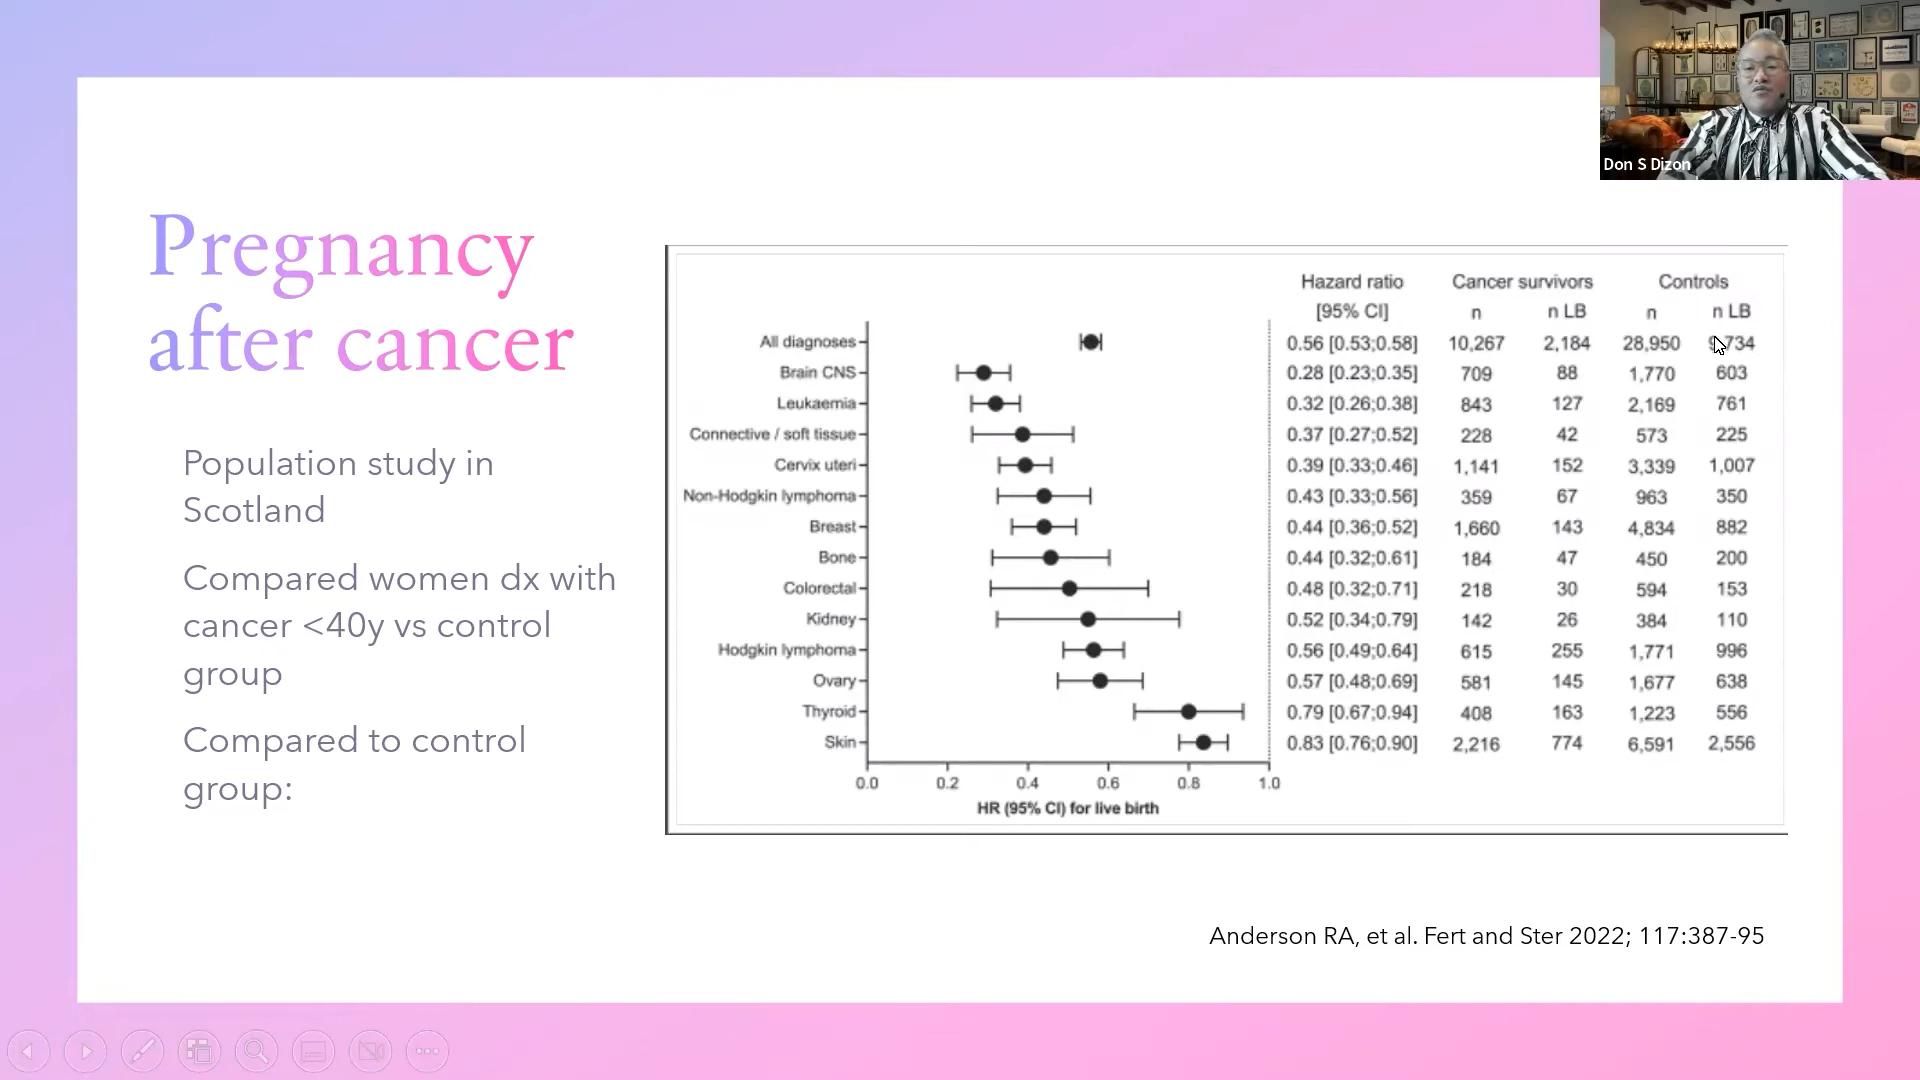 Don S Dizon
Pregnancy
after cancer
Population study in
Scotland
Compared women dx with
cancer <40y vs control
group
Compared to control
group:
Hazard ratio Cancer survivors Controls
[95% CI] n n LB n n LB
All diagnoses 0.56 [0.53;0.58] 10,267 2,184 28,950
Brain CNS 0.28 [0.23;0.35] 709 88 1,770 603
Leukaemia 0.32 [0.26;0.38] 843 127 2,169 761
Connective / soft tissue 0.37 [0.27;0.52] 228 42 573 225
Cervix uteri 0.39 [0.33;0.46] 1,141 152 3,339 1,007
Non-Hodgkin lymphoma 0.43 [0.33;0.56] 359 67 963 350
Breast 0.44 [0.36;0.52] 1,660 143 4,834 882
Bone 0.44 [0.32;0.61] 184 47 450 200
Colorectal 0.48 [0.32;0.71] 218 30 594 153
Kidney 0.52 [0.34;0.79] 142 26 384 110
Hodgkin lymphoma 0.56 [0.49;0.64] 615 255 1,771 996
Ovary 0.57 [0.48;0.69] 581 145 1,677 638
Thyroid 0.79 [0.67;0.94] 408 163 1,223 556
Skin 0.83 [0.76;0.90] 2,216 774 6,591 2,556
0.0 0.2 0.4 0.6 0.8 1.0
HR (95% CI) for live birth
Anderson RA, et al. Fert and Ster 2022; 117:387-95